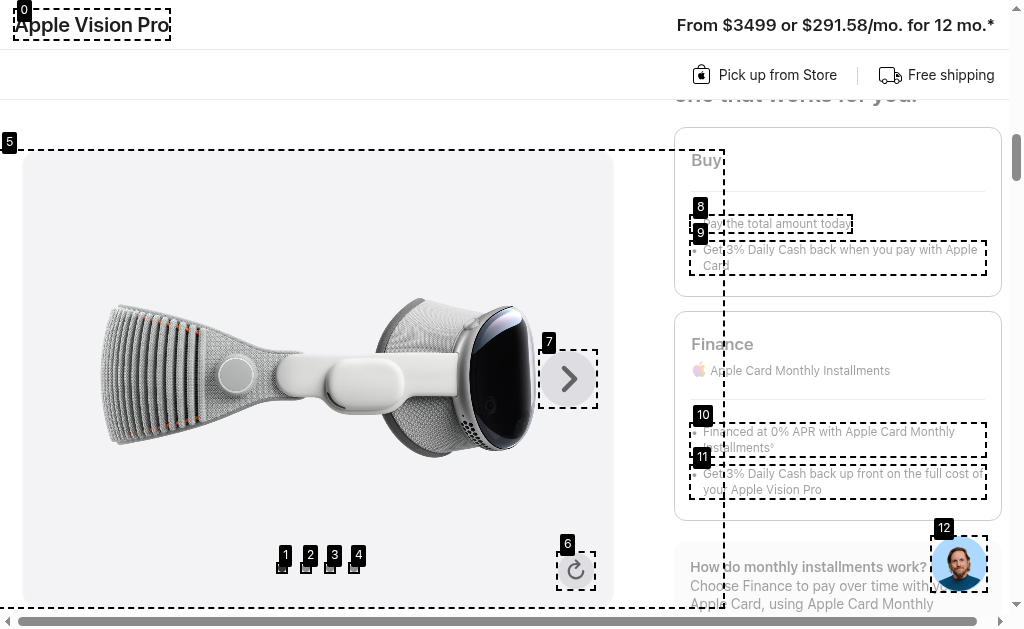 Apple Vision Pro
From $3499 or $291.58/mo. for 12 mo.*
Pick up from Store
Free shipping
one that works for you.
Buy
Pay the total amount today
Get 3% Daily Cash back when you pay with Apple
Card
Finance
Apple Card Monthly Installments
Financed at 0% APR with Apple Card Monthly
Installments◊
Get 3% Daily Cash back up front on the full cost of
your Apple Vision Pro
How do monthly installments work?
Choose Finance to pay over time with
Apple Card, using Apple Card Monthly
0
5
8
9
7
10
11
1
2
3
4
6
12